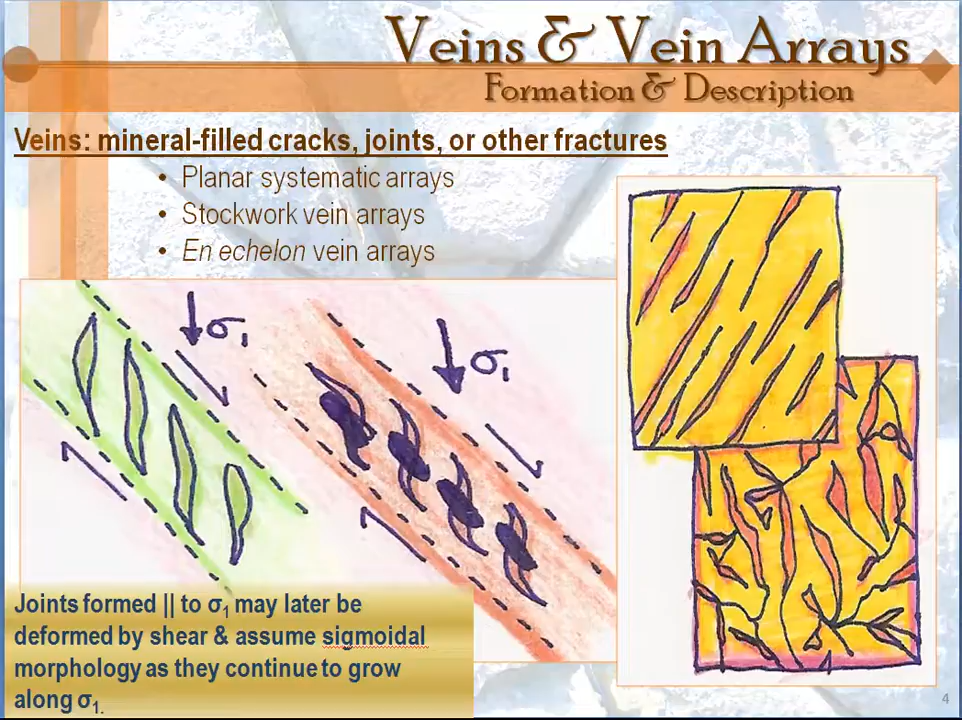 Veins & Vein Arrays
Formation & Description
Veins: mineral-filled cracks, joints, or other fractures
• Planar systematic arrays
• Stockwork vein arrays
• En echelon vein arrays
σ₁
σ₁
Joints formed || to σ₁ may later be
deformed by shear & assume sigmoidal
morphology as they continue to grow
along σ₁.
4